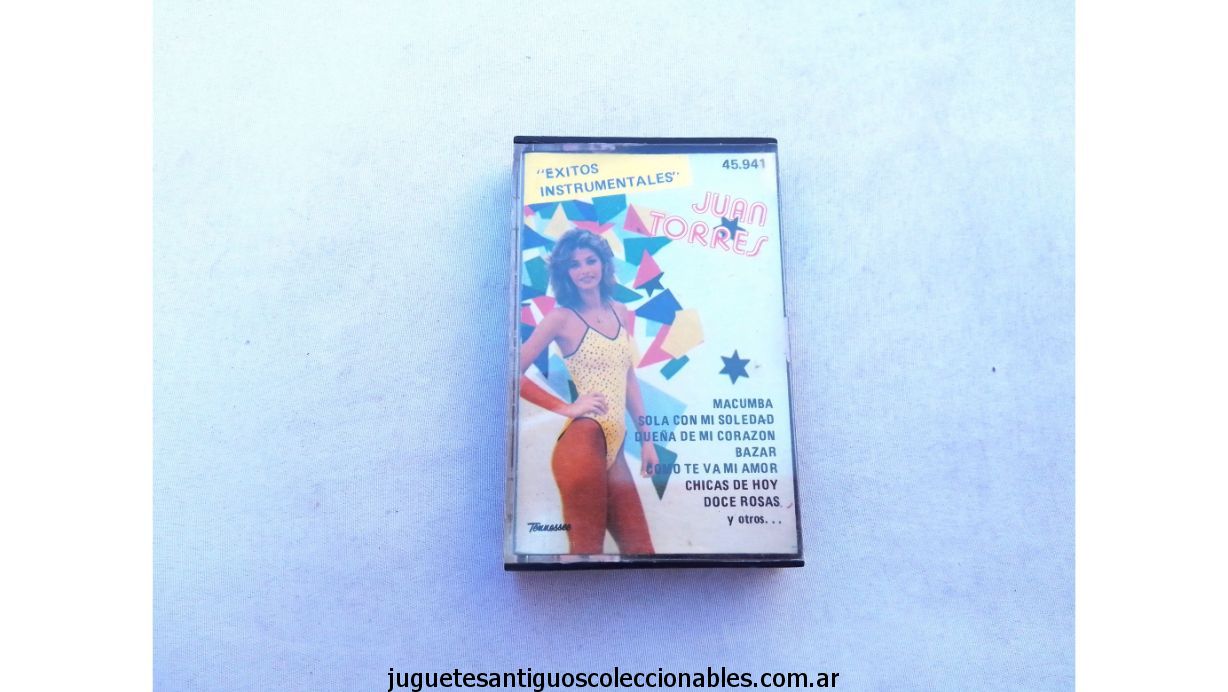 "EXITOS
INSTRUMENTALES"
45.941
JUAN
TORRES
MACUMBA
SOLA CON MI SOLEDAD
DUEÑA DE MI CORAZON
BAZAR
COMO TE VA MI AMOR
CHICAS DE HOY
DOCE ROSAS
y otros...
Tennessee
juguetesantiguoscoleccionables.com.ar